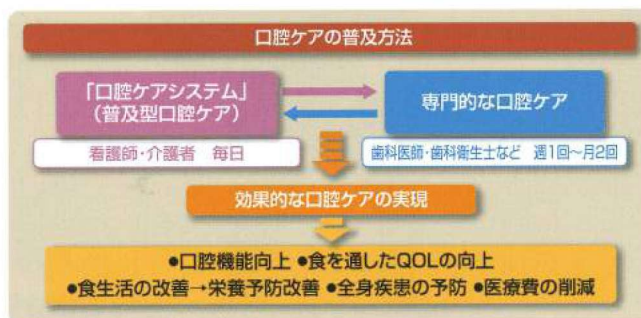 口腔ケアの普及方法
「口腔ケアシステム」
(普及型口腔ケア)
専門的な口腔ケア
看護師・介護者 毎日
歯科医師・歯科衛生士など 週1回〜月2回
効果的な口腔ケアの実現
●口腔機能向上 ●食を通したQOLの向上
●食生活の改善→栄養予防改善 ●全身疾患の予防 ●医療費の削減